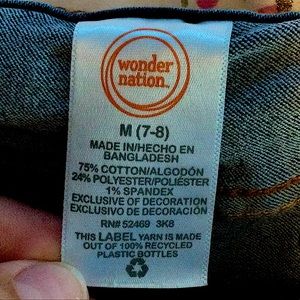 wonder
nation™
M (7-8)
MADE IN/HECHO EN
BANGLADESH
75% COTTON/ALGODÓN
24% POLYESTER/POLIÉSTER
1% SPANDEX
EXCLUSIVE OF DECORATION
EXCLUSIVO DE DECORACIÓN
RN# 52469 3K8
THIS LABEL YARN IS MADE
OUT OF 100% RECYCLED
PLASTIC BOTTLES